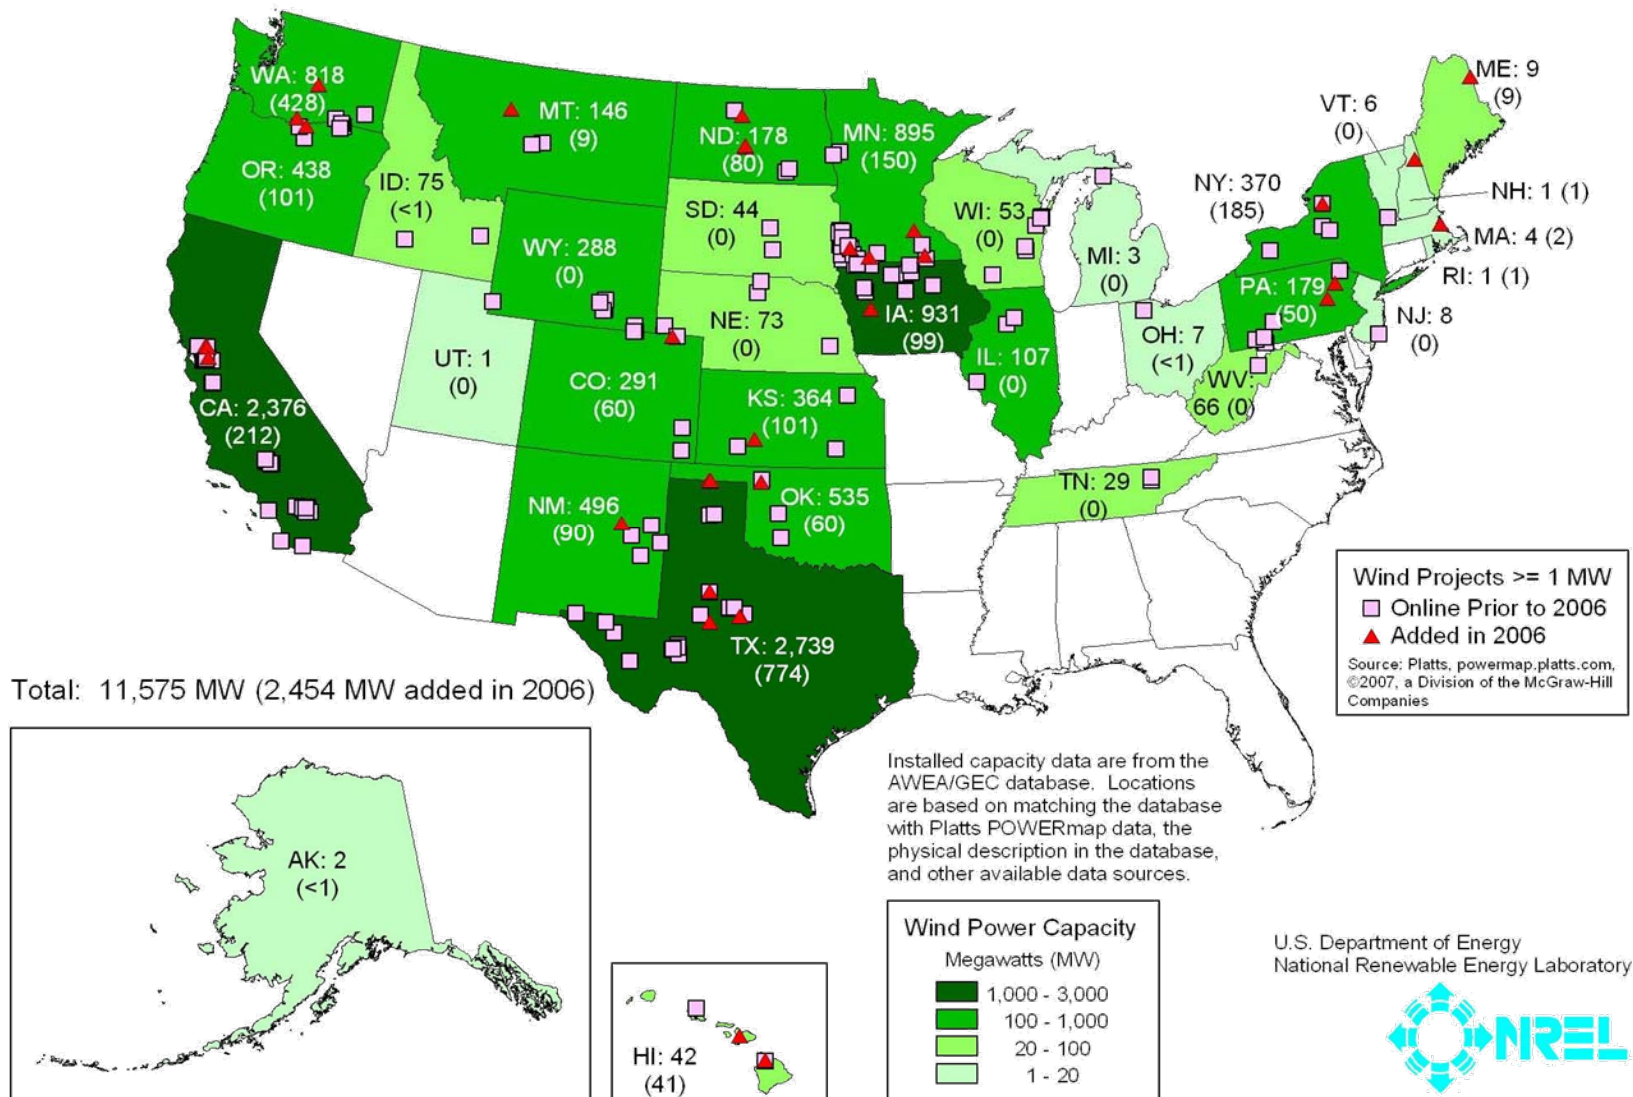 WA: 818
(428)
OR: 438
(101)
CA: 2,376
(212)
ID: 75
(<1)
MT: 146
(9)
WY: 288
(0)
UT: 1
(0)
CO: 291
(60)
NM: 496
(90)
ND: 178
(80)
SD: 44
(0)
NE: 73
(0)
KS: 364
(101)
OK: 535
(60)
TX: 2,739
(774)
MN: 895
(150)
IA: 931
(99)
WI: 53
(0)
IL: 107
(0)
MI: 3
(0)
OH: 7
(<1)
WV:
66 (0)
TN: 29
(0)
PA: 179
(50)
NY: 370
(185)
VT: 6
(0)
ME: 9
(9)
NH: 1 (1)
MA: 4 (2)
RI: 1 (1)
NJ: 8
(0)
Wind Projects >= 1 MW
Online Prior to 2006
Added in 2006
Source: Platts, powermap.platts.com,
©2007, a Division of the McGraw-Hill
Companies
Total: 11,575 MW (2,454 MW added in 2006)
AK: 2
(<1)
HI: 42
(41)
Installed capacity data are from the
AWEA/GEC database. Locations
are based on matching the database
with Platts POWERmap data, the
physical description in the database,
and other available data sources.
Wind Power Capacity
Megawatts (MW)
1,000 - 3,000
100 - 1,000
20 - 100
1 - 20
U.S. Department of Energy
National Renewable Energy Laboratory
NREL